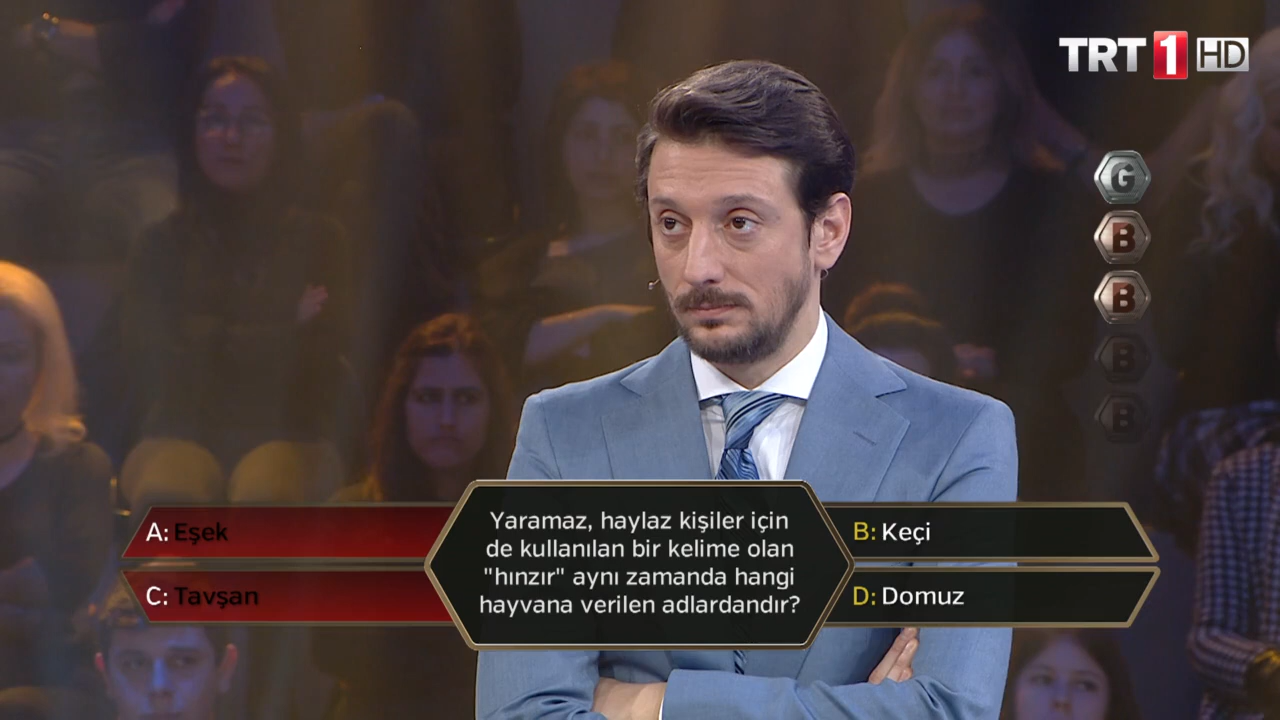 TRT 1 HD
G
B
B
B
B
Yaramaz, haylaz kişiler için
de kullanılan bir kelime olan
"hınzır" aynı zamanda hangi
hayvana verilen adlardandır?
A: Eşek
B: Keçi
C: Tavşan
D: Domuz